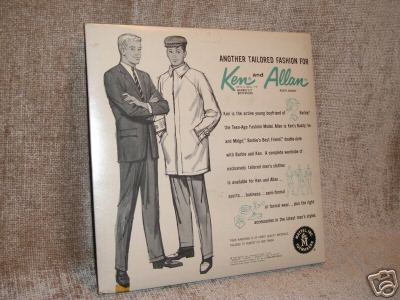 ANOTHER TAILORED FASHION FOR
Ken and Allan
Ken is the active young boyfriend of Barbie,
the Teen-Age Fashion Model. Allan is Ken's Buddy, he
and Midge, Barbie's Best Friend, double-date
with Barbie and Ken. A complete wardrobe of
exclusively tailored men's clothes
is available for Ken and Allan...
sports... business... semi-formal
or formal wear... plus the right
accessories in the latest men's styles.
MATTEL, INC.
ebay